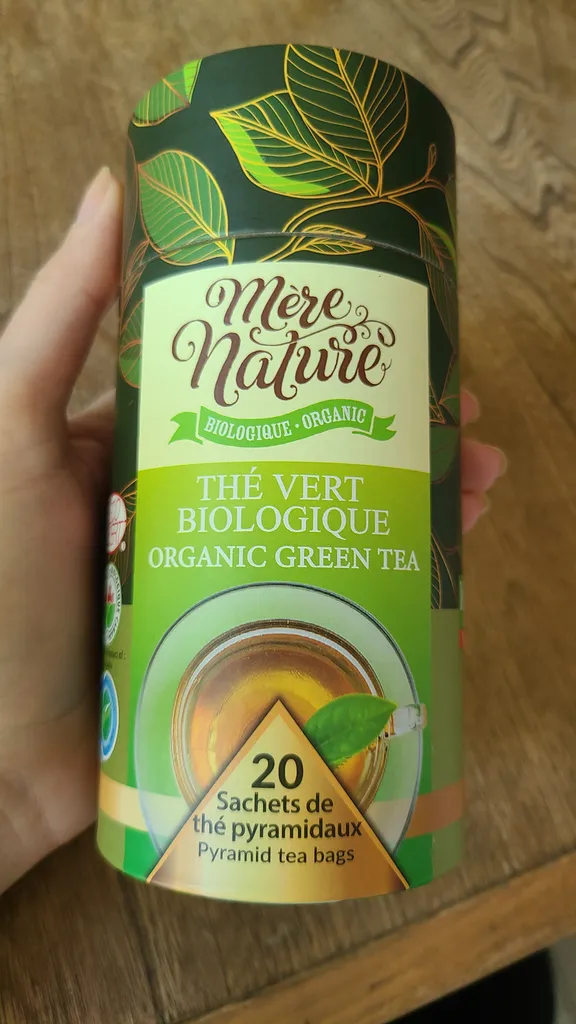 Mère
Nature
BIOLOGIQUE · ORGANIC
THÉ VERT
BIOLOGIQUE
ORGANIC GREEN TEA
20
Sachets de
thé pyramidaux
Pyramid tea bags